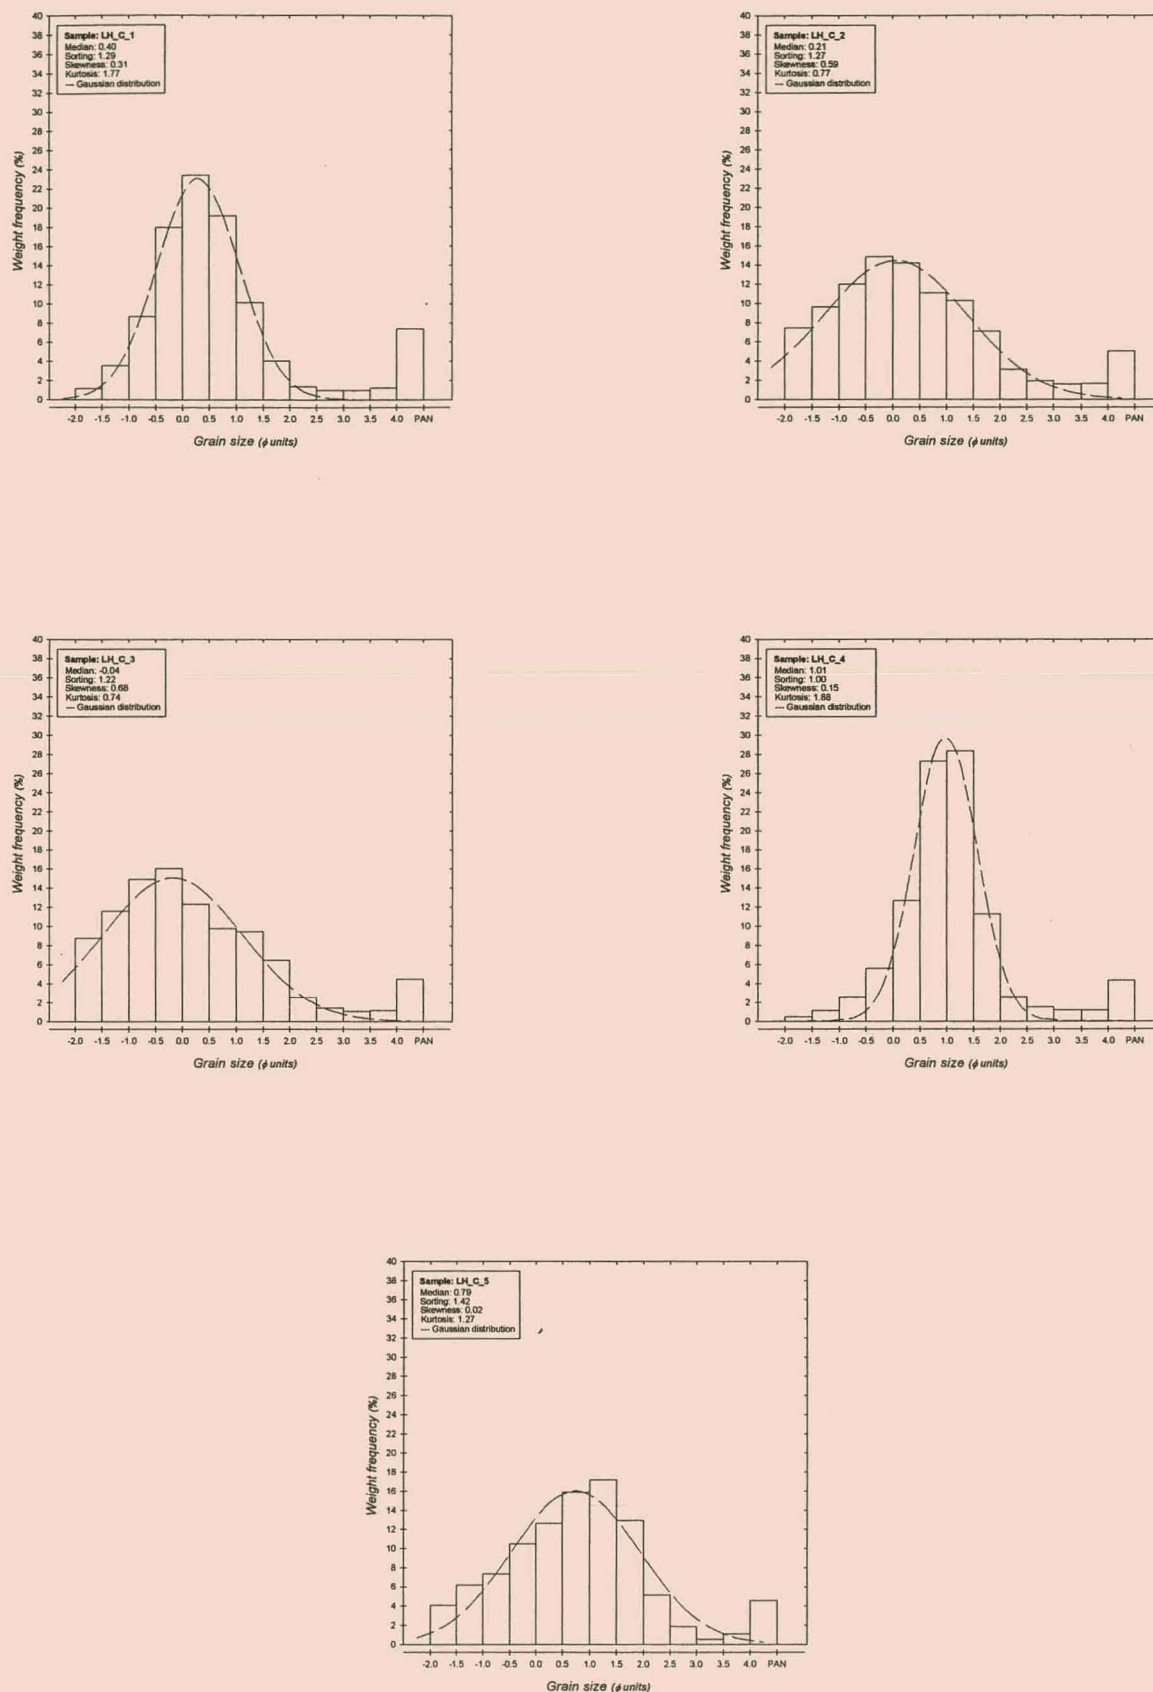 Sample: LH_C_1
Median: 0.40
Sorting: 1.29
Skewness: 0.31
Kurtosis: 1.77
--- Gaussian distribution
40
38
36
34
32
30
28
26
24
22
20
18
16
14
12
10
8
6
4
2
0
Weight frequency (%)
-2.0 -1.5 -1.0 -0.5 0.0 0.5 1.0 1.5 2.0 2.5 3.0 3.5 4.0 PAN
Grain size (ϕ units)
Sample: LH_C_2
Median: 0.21
Sorting: 1.27
Skewness: 0.59
Kurtosis: 0.77
--- Gaussian distribution
40
38
36
34
32
30
28
26
24
22
20
18
16
14
12
10
8
6
4
2
0
Weight frequency (%)
-2.0 -1.5 -1.0 -0.5 0.0 0.5 1.0 1.5 2.0 2.5 3.0 3.5 4.0 PAN
Grain size (ϕ units)
Sample: LH_C_3
Median: -0.04
Sorting: 1.22
Skewness: 0.68
Kurtosis: 0.74
--- Gaussian distribution
40
38
36
34
32
30
28
26
24
22
20
18
16
14
12
10
8
6
4
2
0
Weight frequency (%)
-2.0 -1.5 -1.0 -0.5 0.0 0.5 1.0 1.5 2.0 2.5 3.0 3.5 4.0 PAN
Grain size (ϕ units)
Sample: LH_C_4
Median: 1.01
Sorting: 1.00
Skewness: 0.15
Kurtosis: 1.88
--- Gaussian distribution
40
38
36
34
32
30
28
26
24
22
20
18
16
14
12
10
8
6
4
2
0
Weight frequency (%)
-2.0 -1.5 -1.0 -0.5 0.0 0.5 1.0 1.5 2.0 2.5 3.0 3.5 4.0 PAN
Grain size (ϕ units)
Sample: LH_C_5
Median: 0.79
Sorting: 1.42
Skewness: 0.02
Kurtosis: 1.27
--- Gaussian distribution
40
38
36
34
32
30
28
26
24
22
20
18
16
14
12
10
8
6
4
2
0
Weight frequency (%)
-2.0 -1.5 -1.0 -0.5 0.0 0.5 1.0 1.5 2.0 2.5 3.0 3.5 4.0 PAN
Grain size (ϕ units)